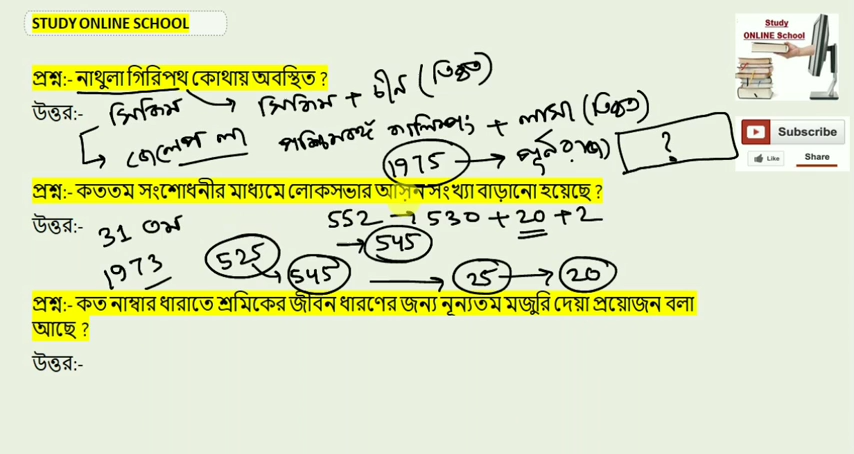 STUDY ONLINE SCHOOL
Study
ONLINE School
প্রশ্ন:- নাথুলা গিরিপথ কোথায় অবস্থিত ?
উত্তর:- সিকিম সিকিম + চীন (তিব্বত)
জেলেপ লা পশ্চিমবঙ্গ কালিম্পং + লাসা (তিব্বত)
1975 → পূর্নরাজ্য ?
Subscribe
Like Share
প্রশ্ন:- কততম সংশোধনীর মাধ্যমে লোকসভার আসন সংখ্যা বাড়ানো হয়েছে ?
উত্তর:- 31 তম 552 → 530 + 20 + 2
→ 545
1973 525 → 545 → 25 → 20
প্রশ্ন:- কত নাম্বার ধারাতে শ্রমিকের জীবন ধারণের জন্য নূন্যতম মজুরি দেয়া প্রয়োজন বলা
আছে ?
উত্তর:-